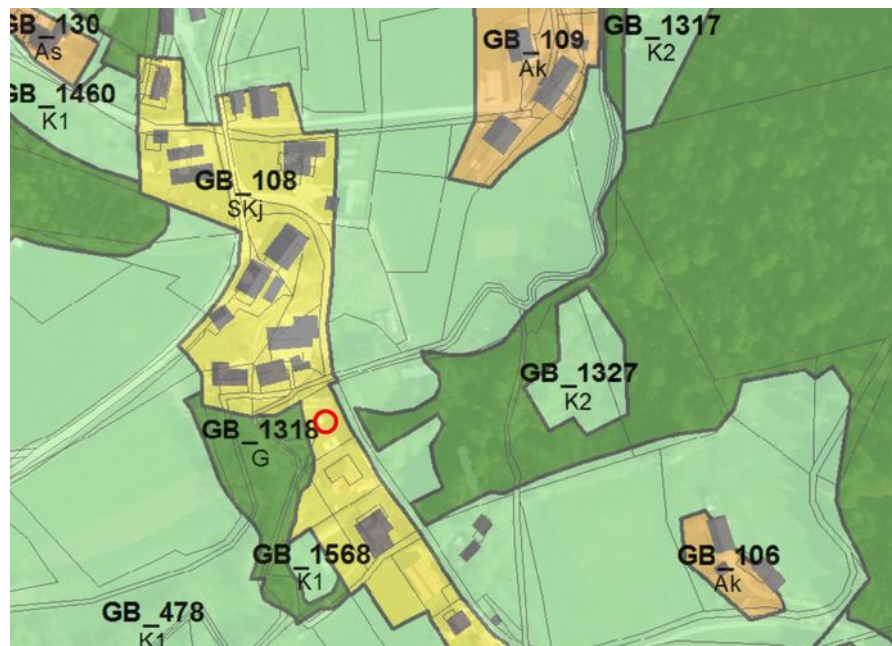 GB_130
As
GB_109
Ak
GB_1317
K2
GB_1460
K1
GB_108
SKj
GB_1327
K2
GB_1318
G
GB_1568
K1
GB_106
Ak
GB_478
K1